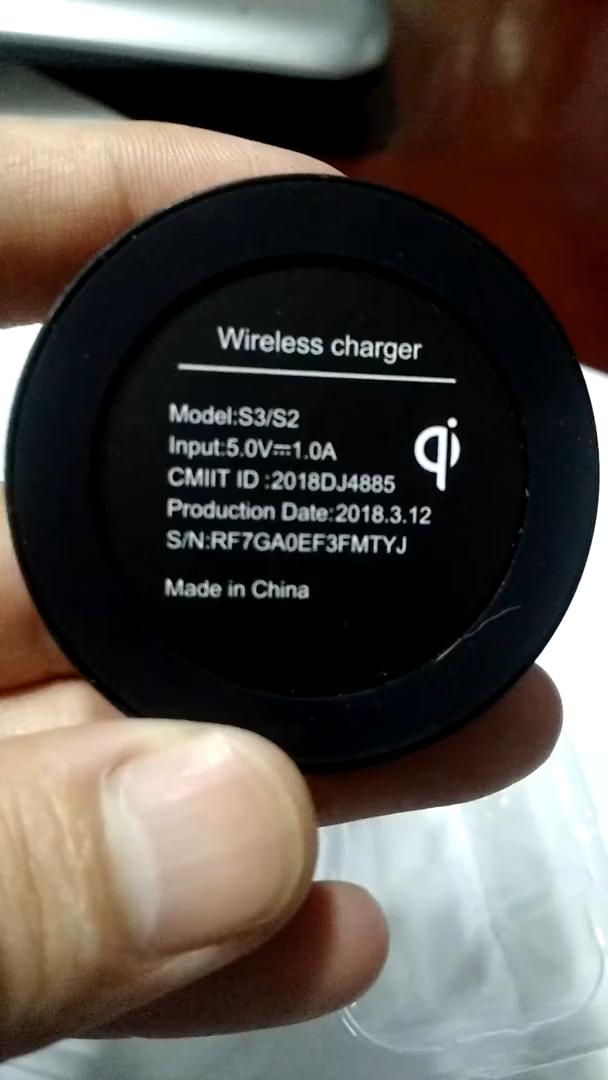 Wireless charger
Model:S3/S2
Input:5.0V⎓1.0A
CMIIT ID :2018DJ4885
Production Date:2018.3.12
S/N:RF7GA0EF3FMTYJ
Made in China
qi